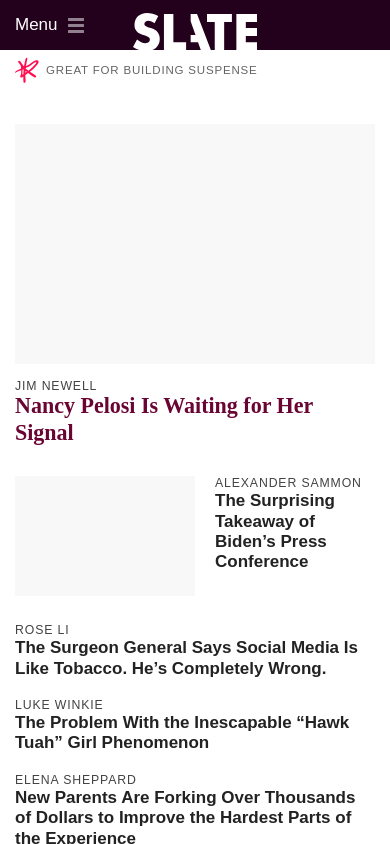 Menu
SLATE
GREAT FOR BUILDING SUSPENSE
JIM NEWELL
Nancy Pelosi Is Waiting for Her
Signal
ALEXANDER SAMMON
The Surprising
Takeaway of
Biden’s Press
Conference
ROSE LI
The Surgeon General Says Social Media Is
Like Tobacco. He’s Completely Wrong.
LUKE WINKIE
The Problem With the Inescapable “Hawk
Tuah” Girl Phenomenon
ELENA SHEPPARD
New Parents Are Forking Over Thousands
of Dollars to Improve the Hardest Parts of
the Experience